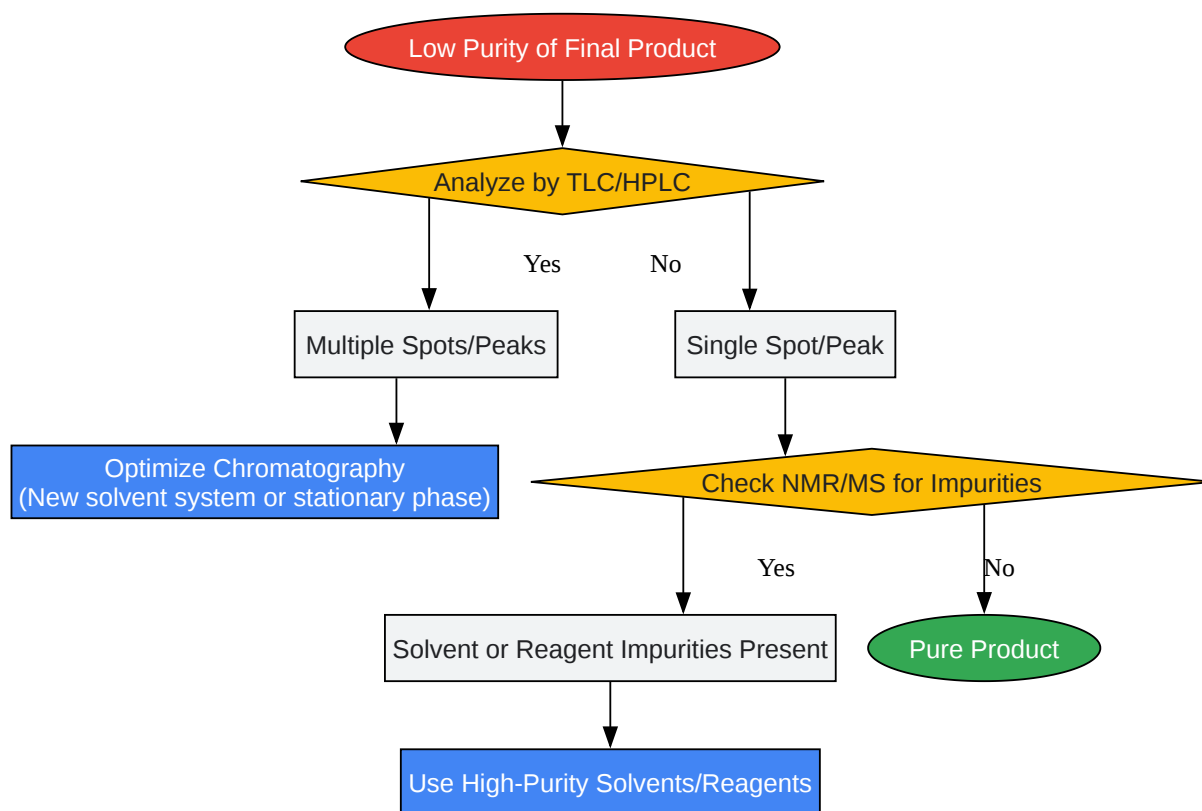 Low Purity of Final Product
Analyze by TLC/HPLC
Yes
No
Multiple Spots/Peaks
Single Spot/Peak
Optimize Chromatography
(New solvent system or stationary phase)
Check NMR/MS for Impurities
Yes
No
Solvent or Reagent Impurities Present
Pure Product
Use High-Purity Solvents/Reagents